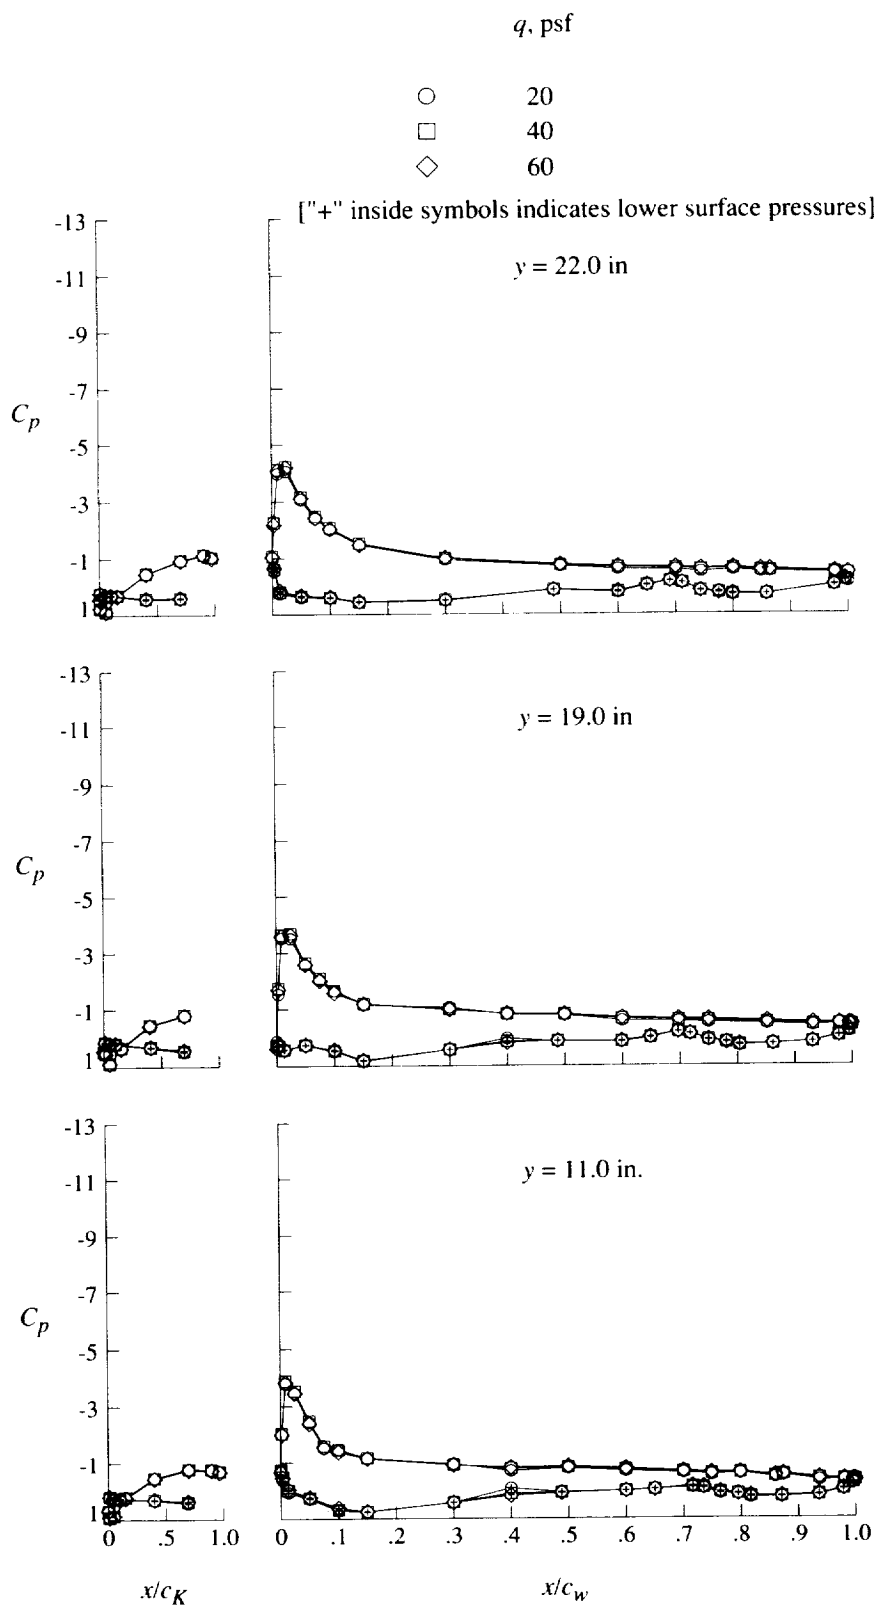 q, psf
20
40
60
["+" inside symbols indicates lower surface pressures]
y = 22.0 in
-13
-11
-9
-7
-5
-3
-1
1
C_p
y = 19.0 in
-13
-11
-9
-7
-5
-3
-1
1
C_p
y = 11.0 in.
-13
-11
-9
-7
-5
-3
-1
1
C_p
0 1.0 0 .1 .2 .3 .4 .5 .6 .7 .8 .9 1.0
x/c_K x/c_w